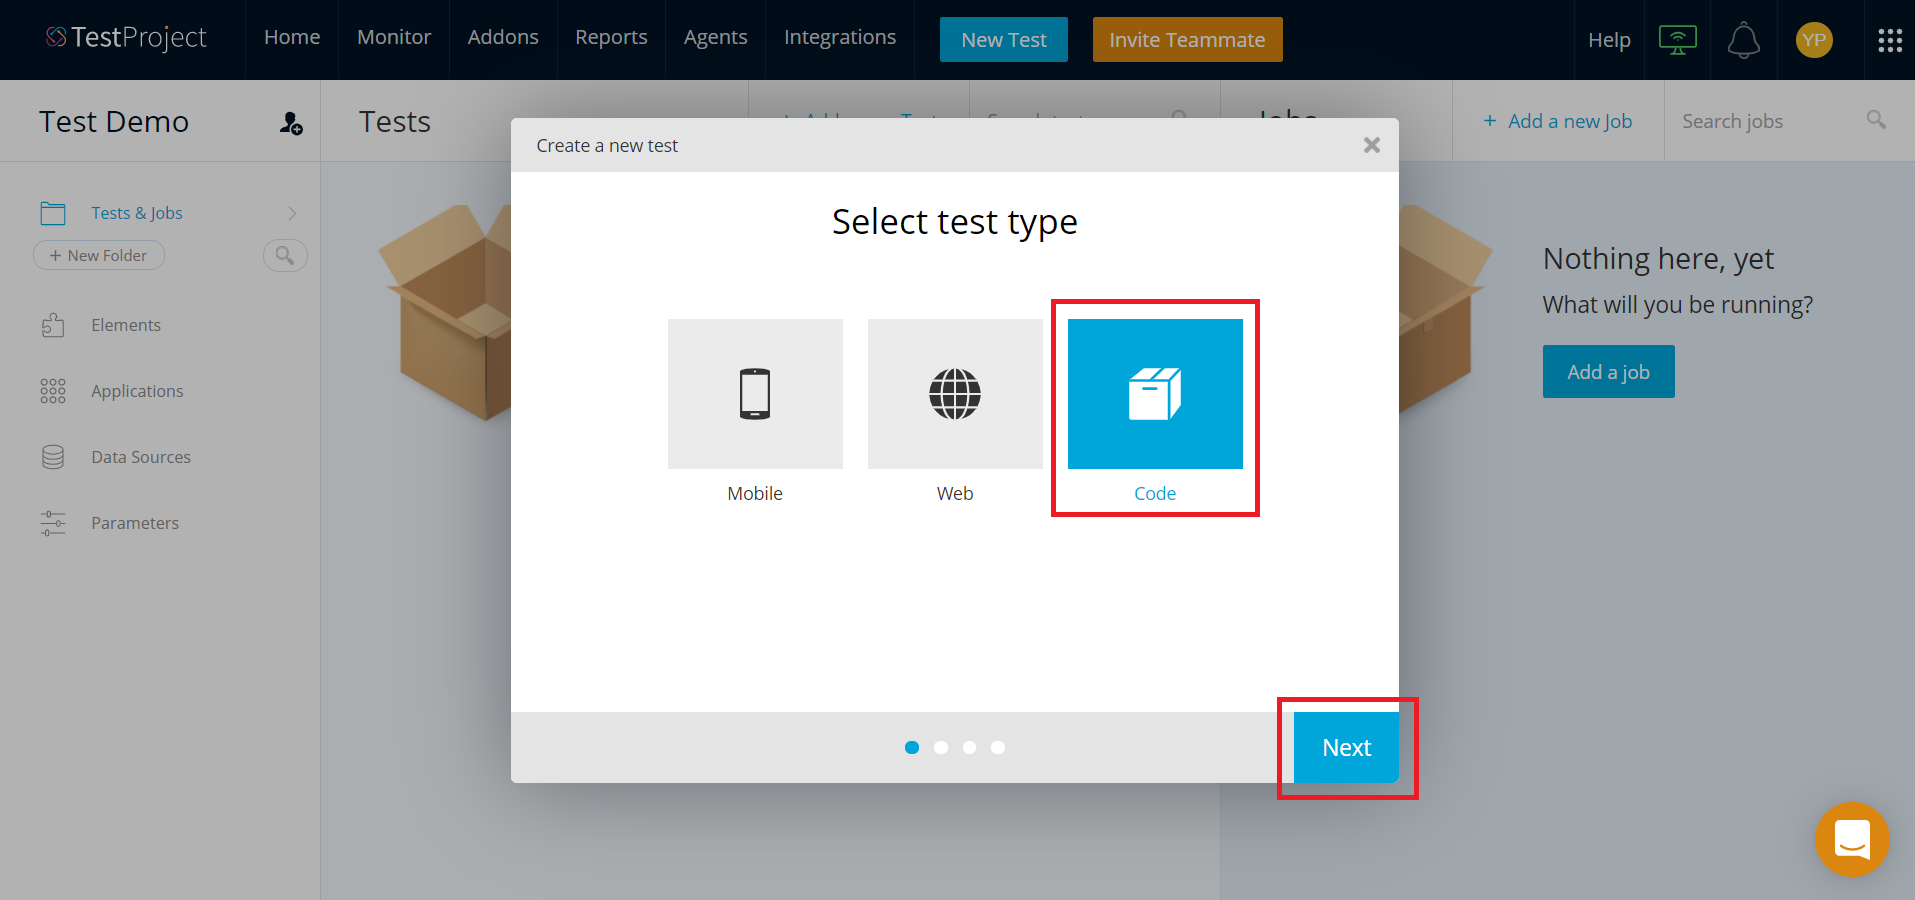 TestProject
Home
Monitor
Addons
Reports
Agents
Integrations
New Test
Invite Teammate
Help
YP
Test Demo
Tests
+ Add a new Job
Search jobs
Create a new test
Tests & Jobs
+ New Folder
Elements
Applications
Data Sources
Parameters
Select test type
Mobile
Web
Code
Next
Nothing here, yet
What will you be running?
Add a job